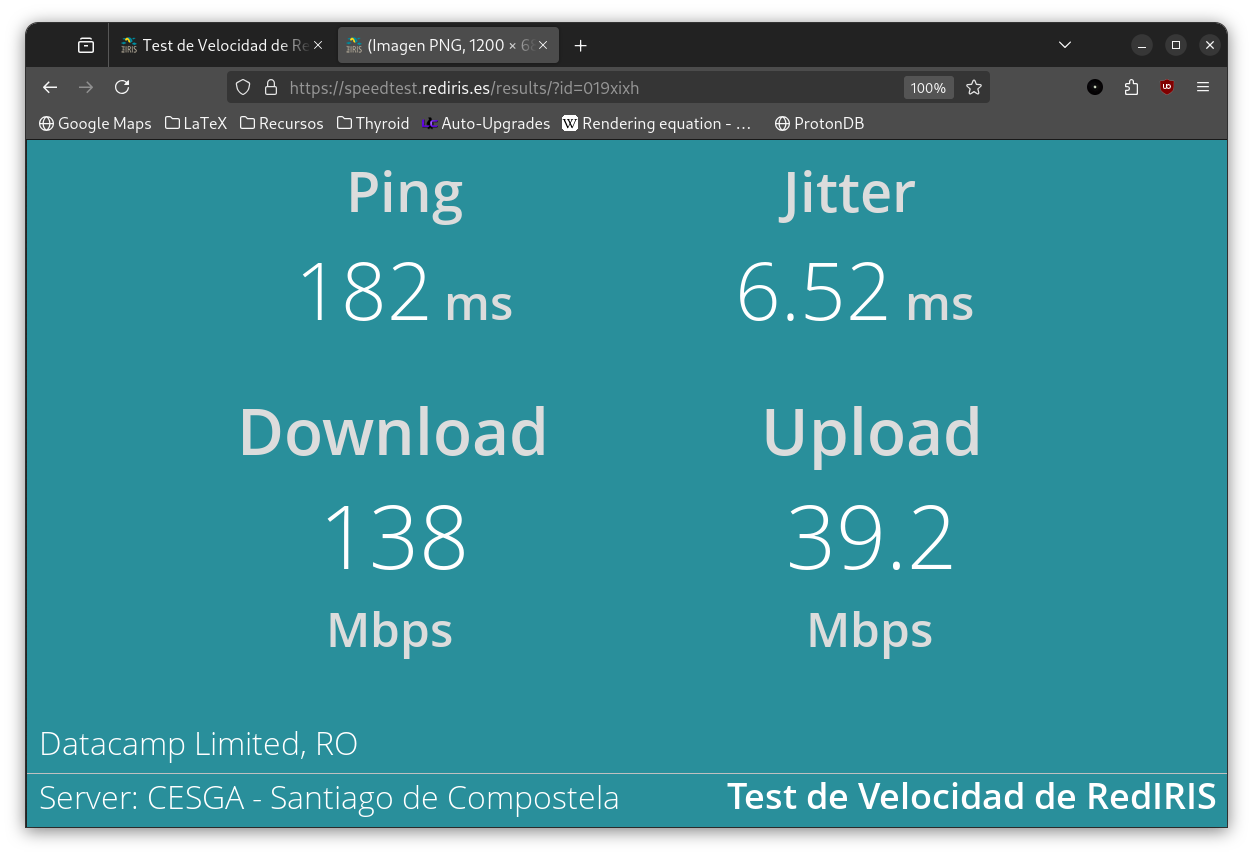 Test de Velocidad de Re
(Imagen PNG, 1200 × 68
https://speedtest.rediris.es/results/?id=019xixh
100%
Google Maps LaTeX Recursos Thyroid Auto-Upgrades W Rendering equation - … ProtonDB
Ping Jitter
182 ms 6.52 ms
Download Upload
138 39.2
Mbps Mbps
Datacamp Limited, RO
Server: CESGA - Santiago de Compostela Test de Velocidad de RedIRIS